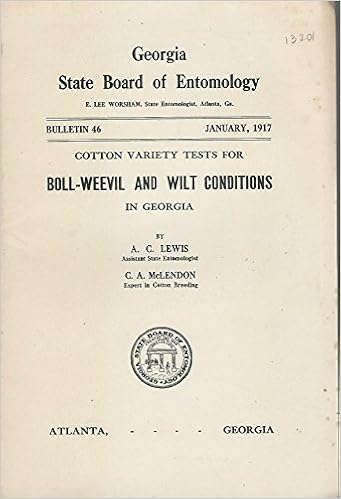 13201
Georgia
State Board of Entomology
E. LEE WORSHAM, State Entomologist, Atlanta, Ga.
BULLETIN 46 JANUARY, 1917
COTTON VARIETY TESTS FOR
BOLL-WEEVIL AND WILT CONDITIONS
IN GEORGIA
BY
A. C. LEWIS
Assistant State Entomologist
C. A. McLENDON
Expert in Cotton Breeding
GEORGIA STATE BOARD OF ENTOMOLOGY
ATLANTA, - - - - GEORGIA